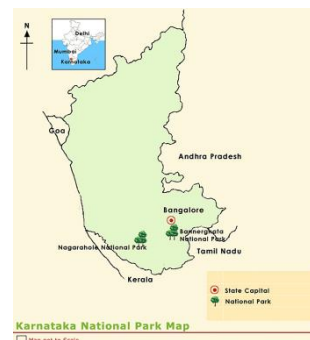 N
Delhi
Mumbai
Karnataka
Goa
Andhra Pradesh
Bangalore
Bannerghata
National Park
Nagarahole National Park
Tamil Nadu
Kerala
State Capital
National Park
Karnataka National Park Map
Map not to Scale